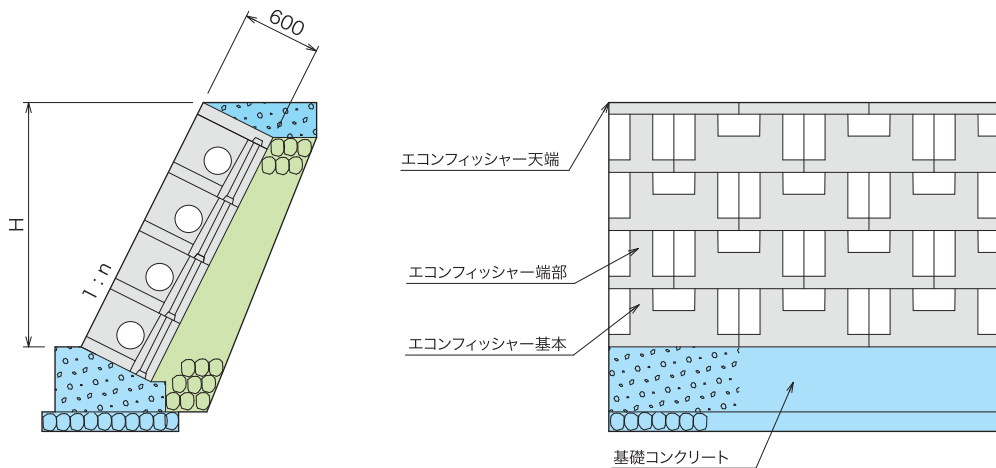 600
H
1:n
エコンフィッシャー天端
エコンフィッシャー端部
エコンフィッシャー基本
基礎コンクリート